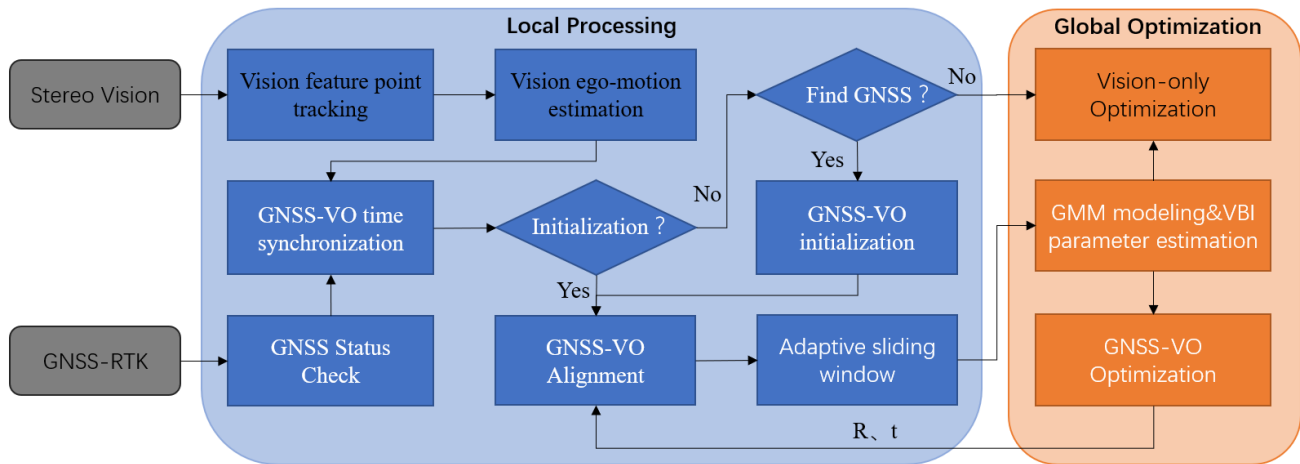 Local Processing
Global Optimization
Stereo Vision
Vision feature point
tracking
Vision ego-motion
estimation
Find GNSS？
No
Vision-only
Optimization
Yes
No
GNSS-VO time
synchronization
Initialization？
GNSS-VO
initialization
GMM modeling&VBI
parameter estimation
Yes
GNSS-RTK
GNSS Status
Check
GNSS-VO
Alignment
Adaptive sliding
window
GNSS-VO
Optimization
R、t